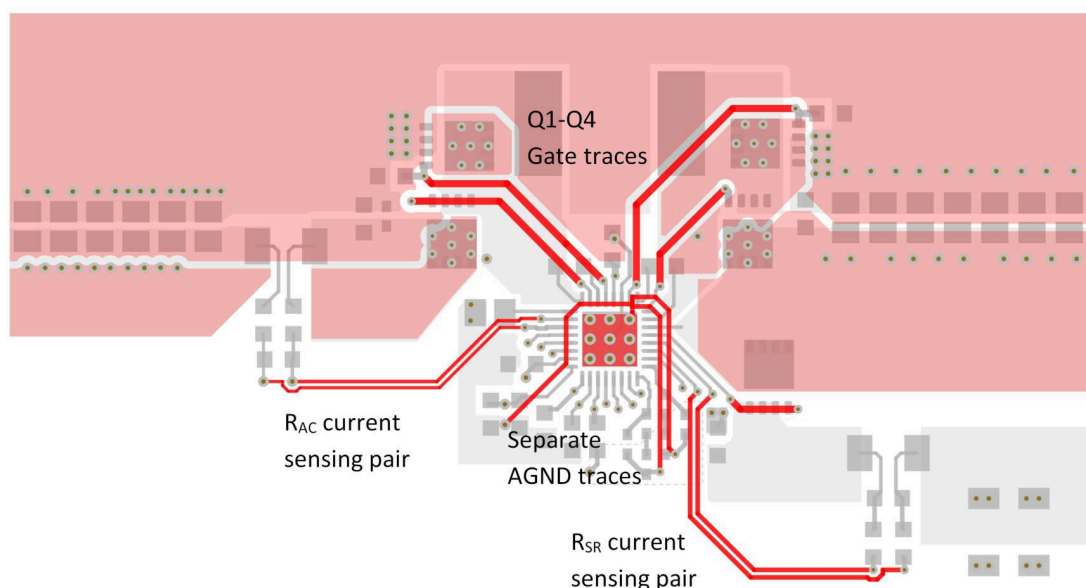 Q1-Q4
Gate traces
RAC current
sensing pair
Separate
AGND traces
RSR current
sensing pair